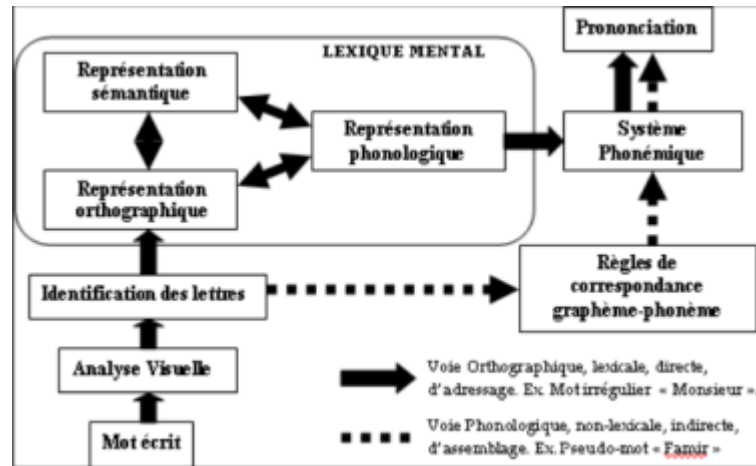 Prononciation
LEXIQUE MENTAL
Représentation
sémantique
Représentation
phonologique
Système
Phonémique
Représentation
orthographique
Identification des lettres
Règles de
correspondance
graphème-phonème
Analyse Visuelle
Mot écrit
Voie Orthographique, lexicale, directe,
d'adressage. Ex. Mot irrégulier « Monsieur ».
Voie Phonologique, non-lexicale, indirecte,
d'assemblage. Ex. Pseudo-mot « Famir »